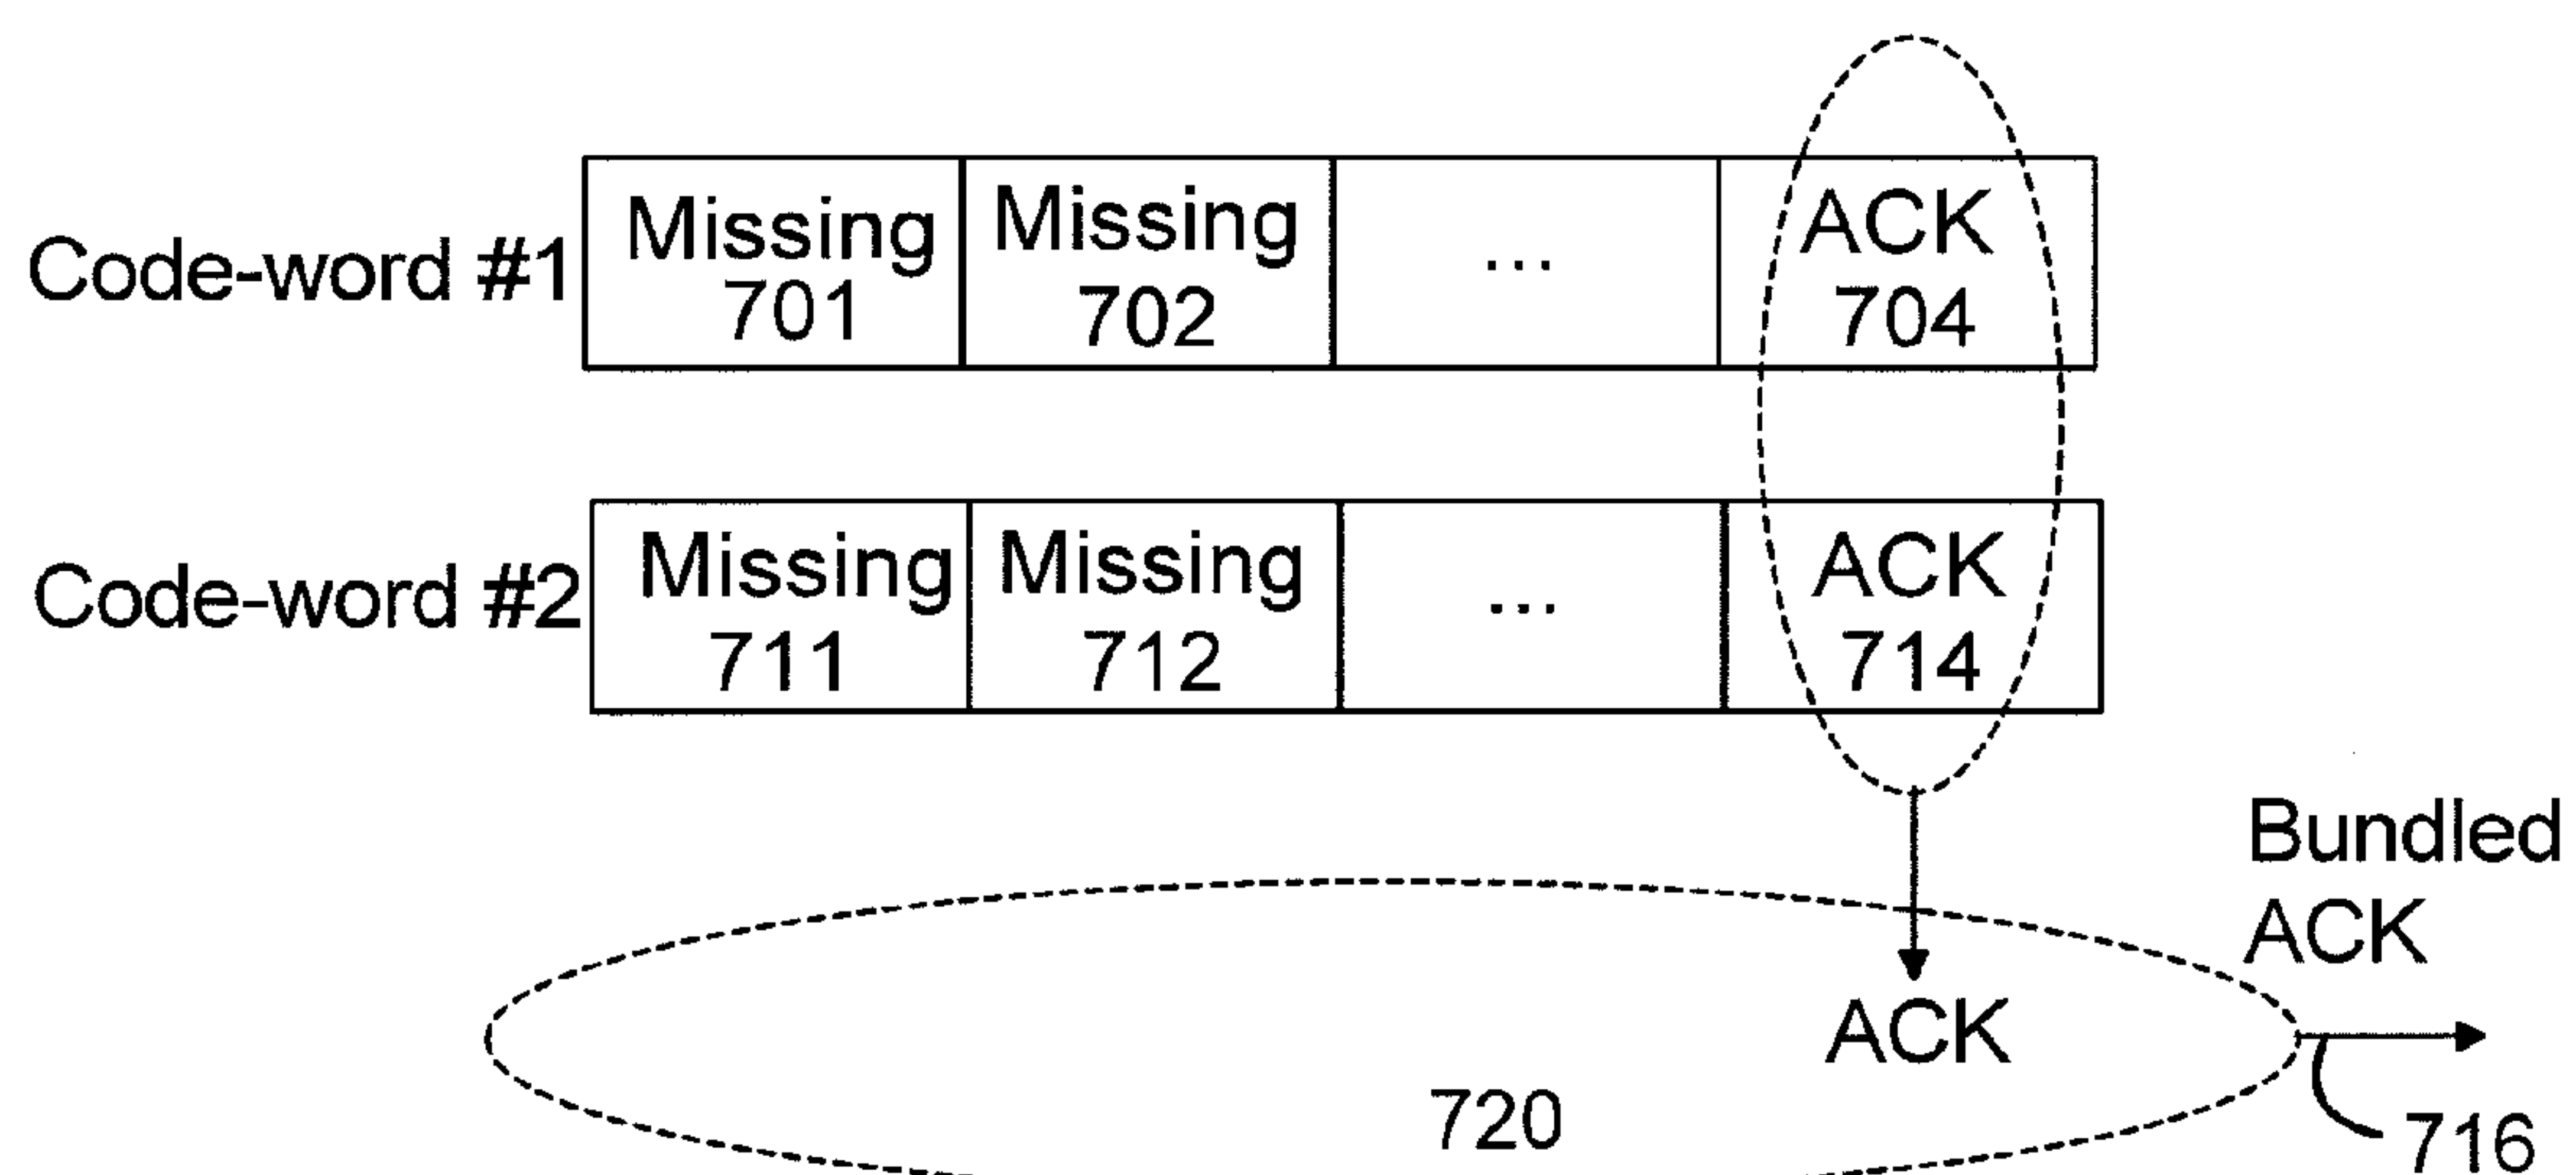 Code-word #1 Missing 701 Missing 702 ... ACK 704
Code-word #2 Missing 711 Missing 712 ... ACK 714
Bundled
ACK
ACK
720
716